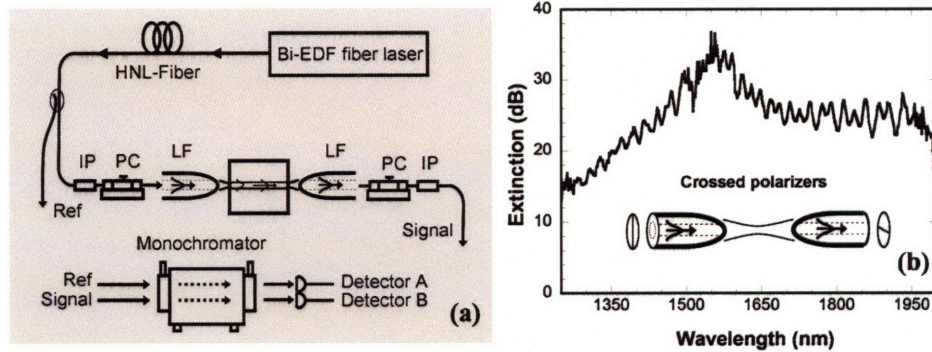 Bi-EDF fiber laser
HNL-Fiber
IP PC LF LF PC IP
Ref
Signal
Monochromator
Ref
Signal
Detector A
Detector B
(a)
40
30
20
10
0
Extinction (dB)
Crossed polarizers
(b)
1350 1500 1650 1800 1950
Wavelength (nm)